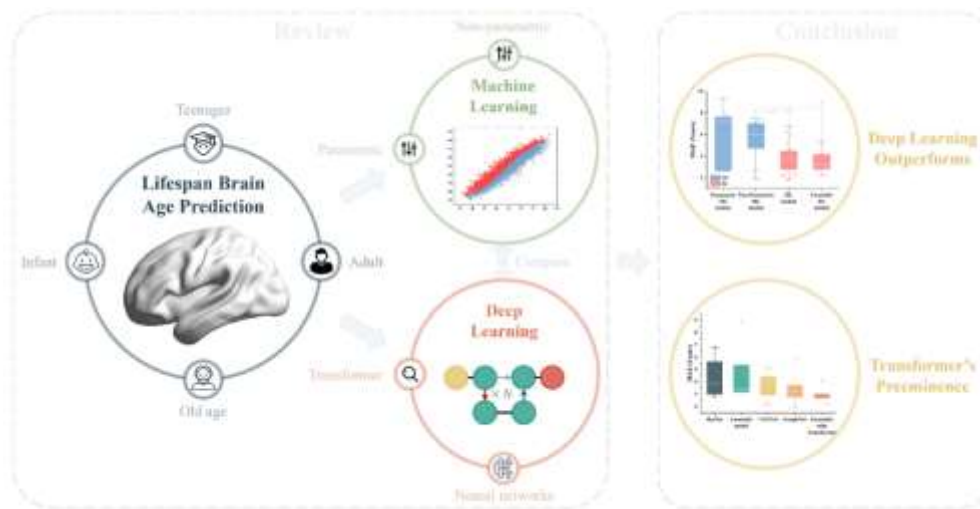 Review
Conclusion
Non-parametric
Teenager
Machine
Learning
Parametric
Lifespan Brain
Age Prediction
Deep Learning
Outperforms
Infant
Adult
Compare
Deep
Learning
Transformer
× N
Transformer's
Preeminence
Old age
Neural networks